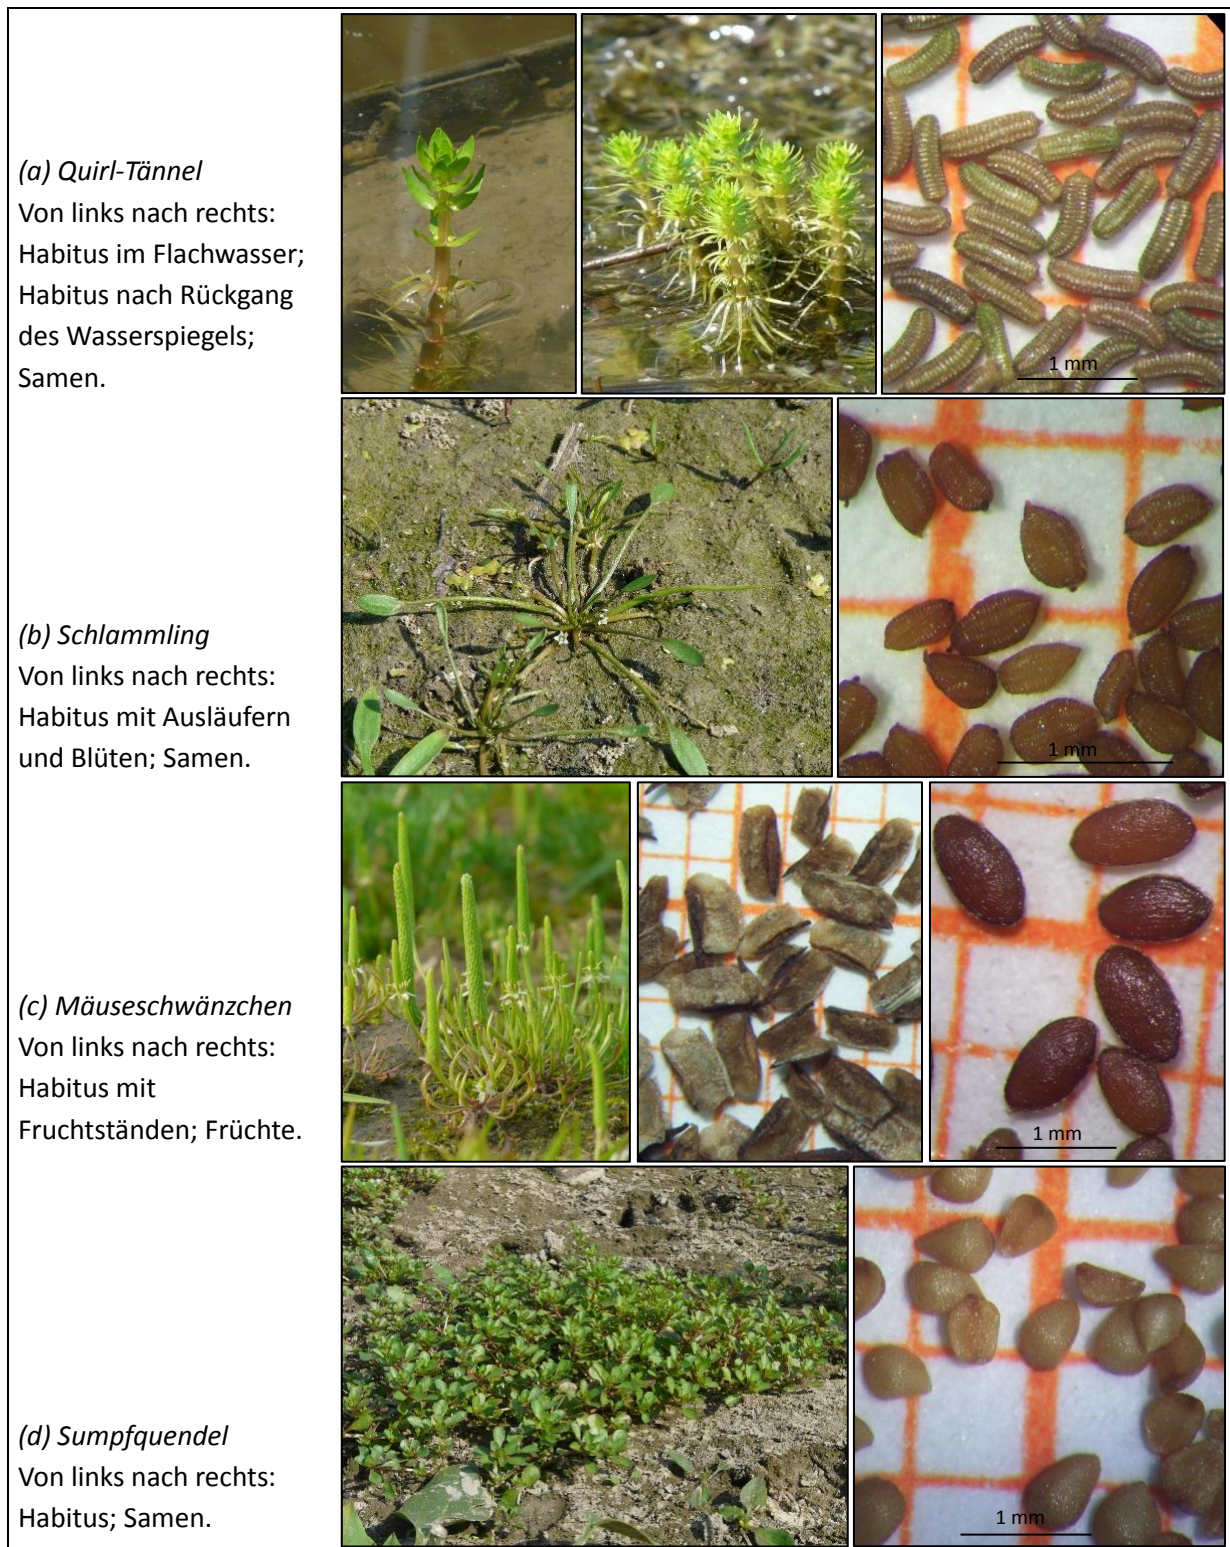 (a) Quirl-Tännel
Von links nach rechts:
Habitus im Flachwasser;
Habitus nach Rückgang
des Wasserspiegels;
Samen.
1 mm
(b) Schlammling
Von links nach rechts:
Habitus mit Ausläufern
und Blüten; Samen.
1 mm
(c) Mäuseschwänzchen
Von links nach rechts:
Habitus mit
Fruchtständen; Früchte.
1 mm
(d) Sumpfquendel
Von links nach rechts:
Habitus; Samen.
1 mm